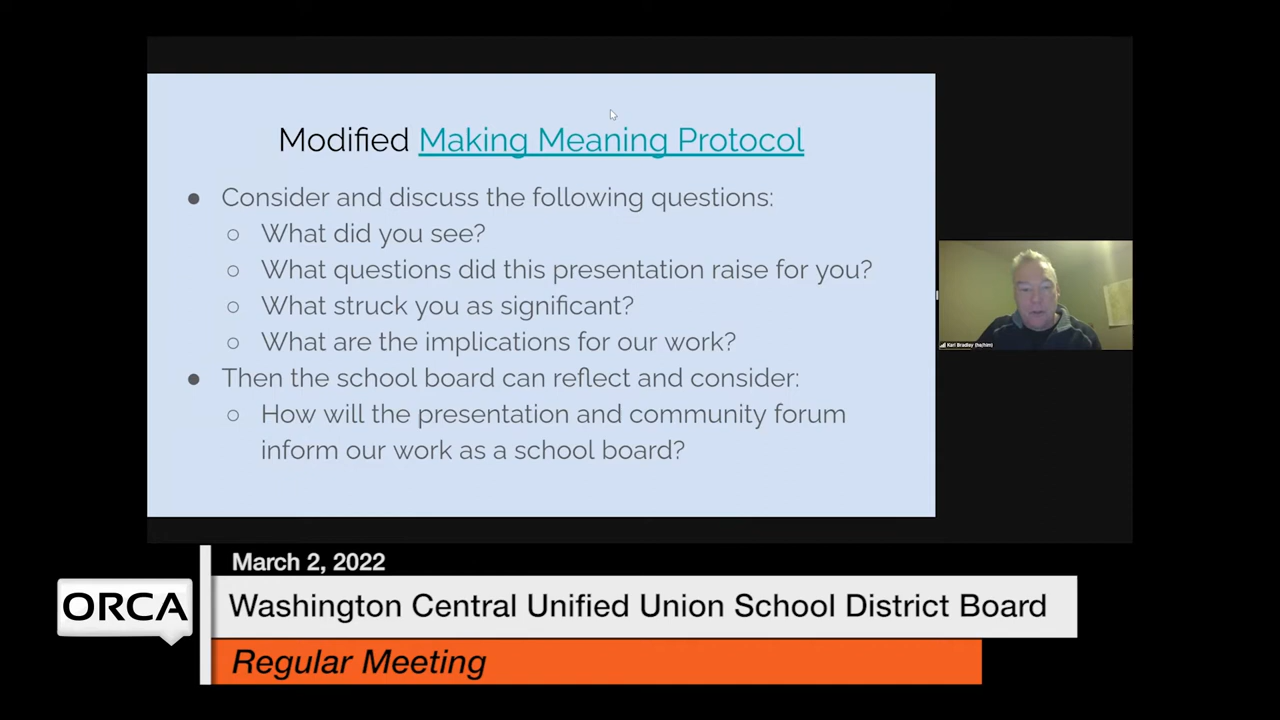 Modified Making Meaning Protocol
● Consider and discuss the following questions:
○ What did you see?
○ What questions did this presentation raise for you?
○ What struck you as significant?
○ What are the implications for our work?
● Then the school board can reflect and consider:
○ How will the presentation and community forum
inform our work as a school board?
Kari Bradley (he/him)
March 2, 2022
ORCA
Washington Central Unified Union School District Board
Regular Meeting